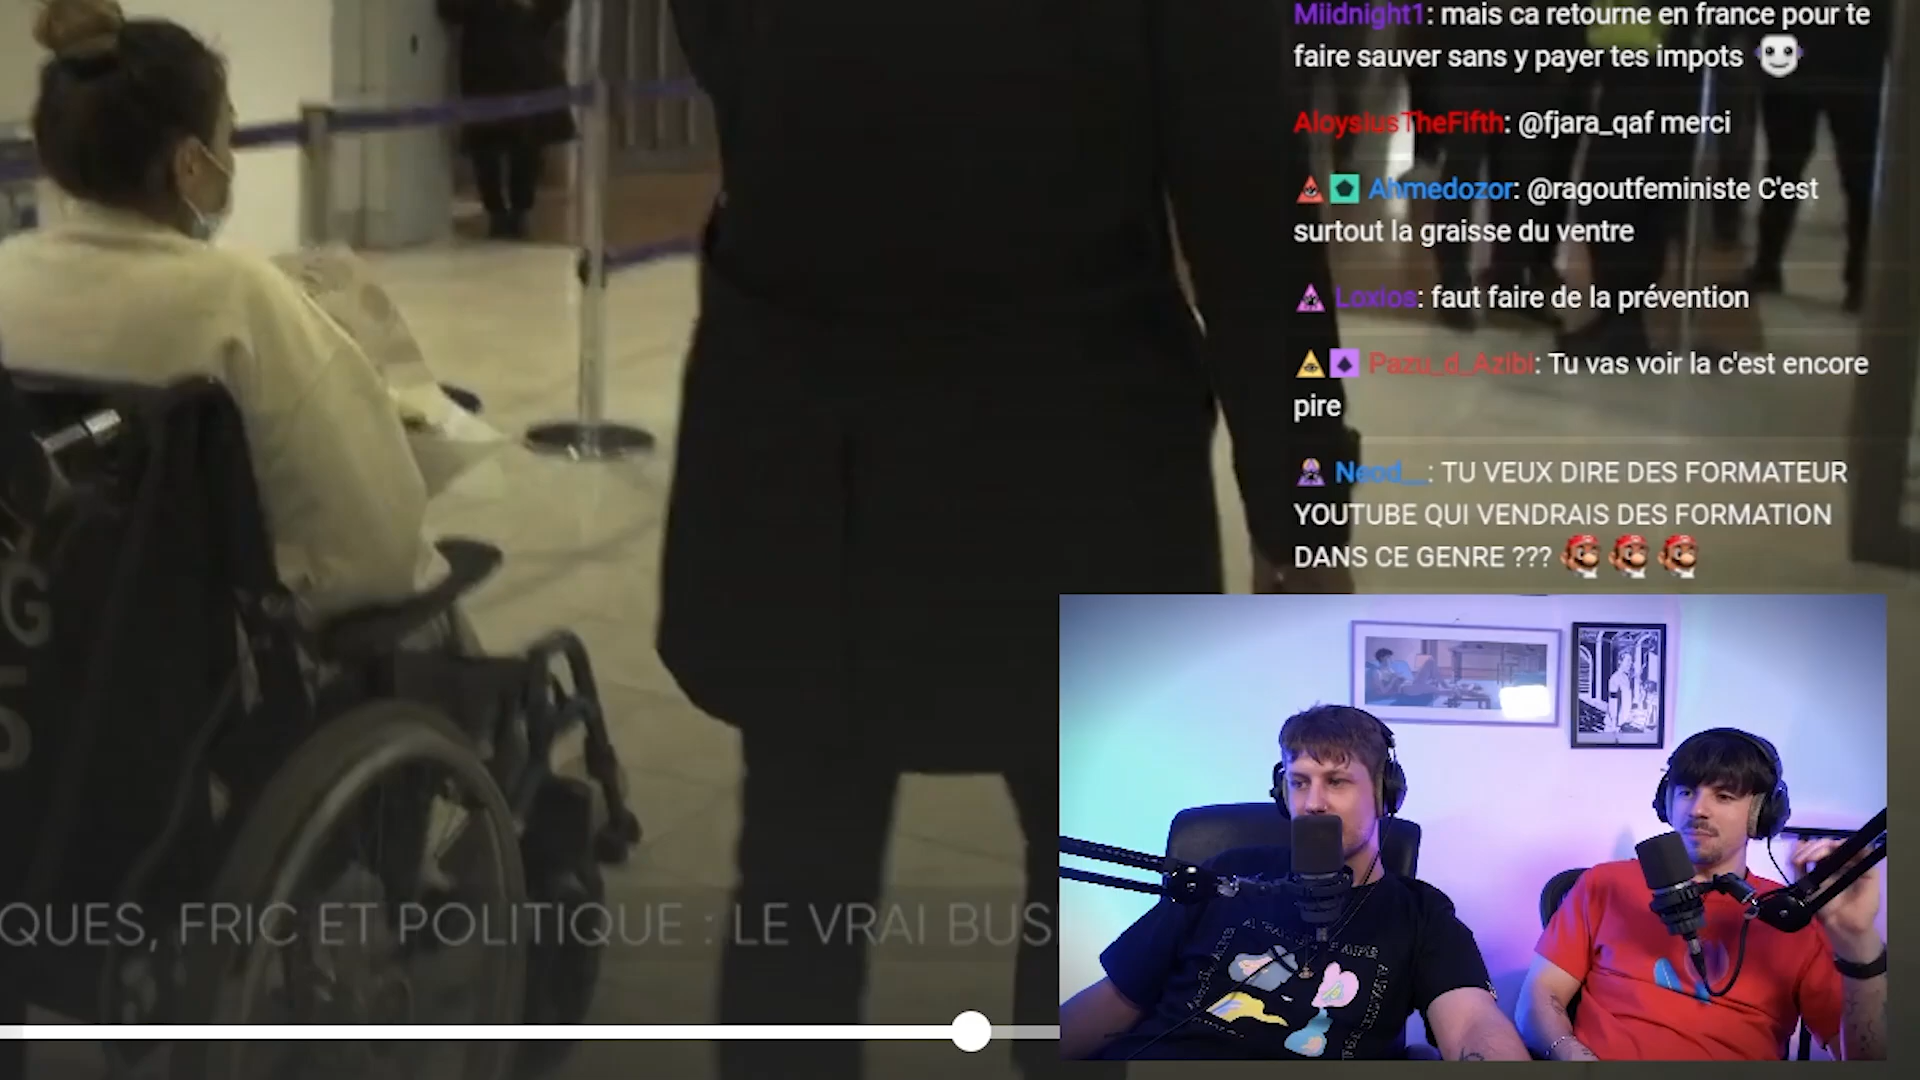 Miidnight1: mais ca retourne en france pour te
faire sauver sans y payer tes impots
AloysiusTheFifth: @fjara_qaf merci
Ahmedozor: @ragoutfeministe C'est
surtout la graisse du ventre
Loxios: faut faire de la prévention
Pazu_d_Azibi: Tu vas voir la c'est encore
pire
Neod__: TU VEUX DIRE DES FORMATEUR
YOUTUBE QUI VENDRAIS DES FORMATION
DANS CE GENRE ???
G
QUES, FRIC ET POLITIQUE : LE VRAI BUS